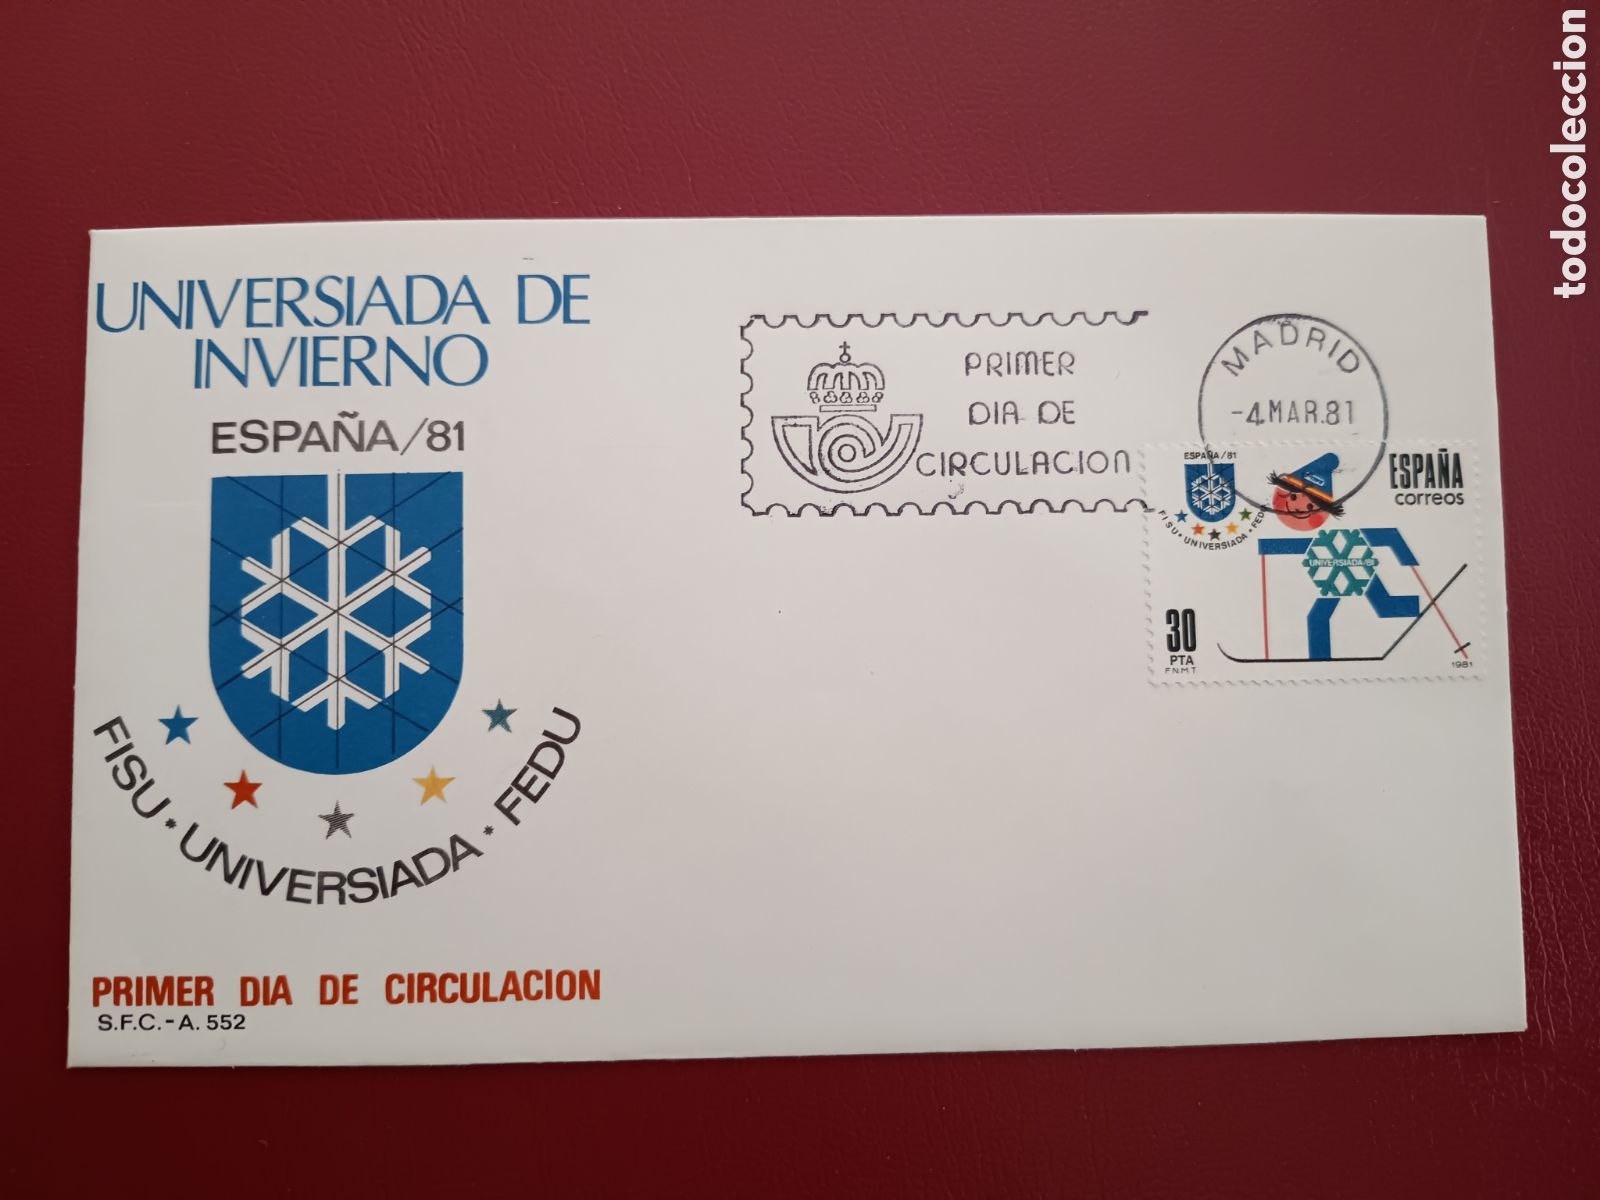 todocoleccion
UNIVERSIADA DE
INVIERNO
ESPAÑA/81
FISU * UNIVERSIADA * FEDU
PRIMER DIA DE CIRCULACION
S.F.C.-A. 552
PRIMER
DIA DE
CIRCULACION
MADRID
-4.MAR.81
ESPAÑA/81
FISU • UNIVERSIADA • FEDU
ESPAÑA
correos
UNIVERSIADA/81
30
PTA
F.N.M.T.
1981